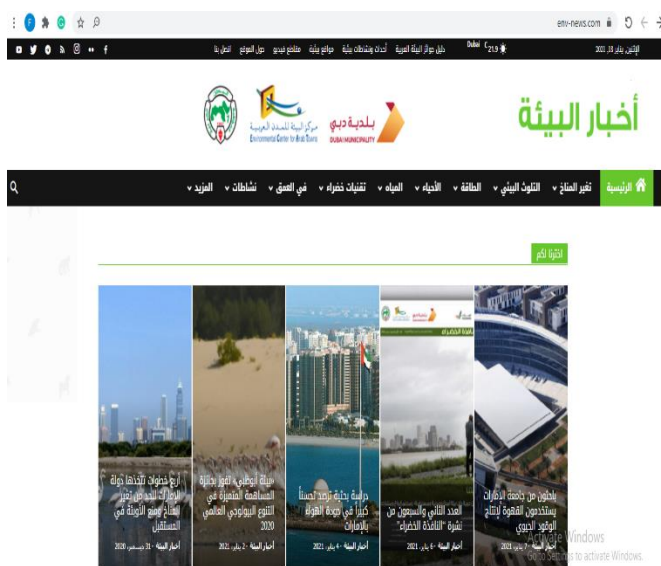 env-news.com
الإثنين, يناير 18, 2021
21.9 C Dubai
دليل جوائز البيئة العربية أحداث ونشاطات بيئية مواقع بيئية مقاطع فيديو حول الموقع اتصل بنا
أخبار البيئة
بلدية دبي
DUBAI MUNICIPALITY
مركز البيئة للمدن العربية
Environmental Center for Arab Towns
الرئيسية تغير المناخ التلوث البيئي الطاقة الأحياء المياه تقنيات خضراء في العمق نشاطات المزيد
اخترنا لكم
باحثون من جامعة الإمارات
يستخدمون القهوة لإنتاج
الوقود الحيوي
أخبار البيئة - 7 يناير، 2021
العدد الثاني والسبعون من
نشرة "النافذة الخضراء"
أخبار البيئة - 6 يناير، 2021
دراسة بحثية ترصد تحسناً
كبيراً في جودة الهواء
بالإمارات
أخبار البيئة - 4 يناير، 2021
«بيئة أبوظبي» تفوز بجائزة
المساهمة المتميزة في
التنوع البيولوجي العالمي
2020
أخبار البيئة - 2 يناير، 2021
أربع خطوات تتخذها دولة
الإمارات للحد من تغير
المناخ ومنع الأوبئة في
المستقبل
أخبار البيئة - 31 ديسمبر، 2020
Activate Windows
Go to Settings to activate Windows.